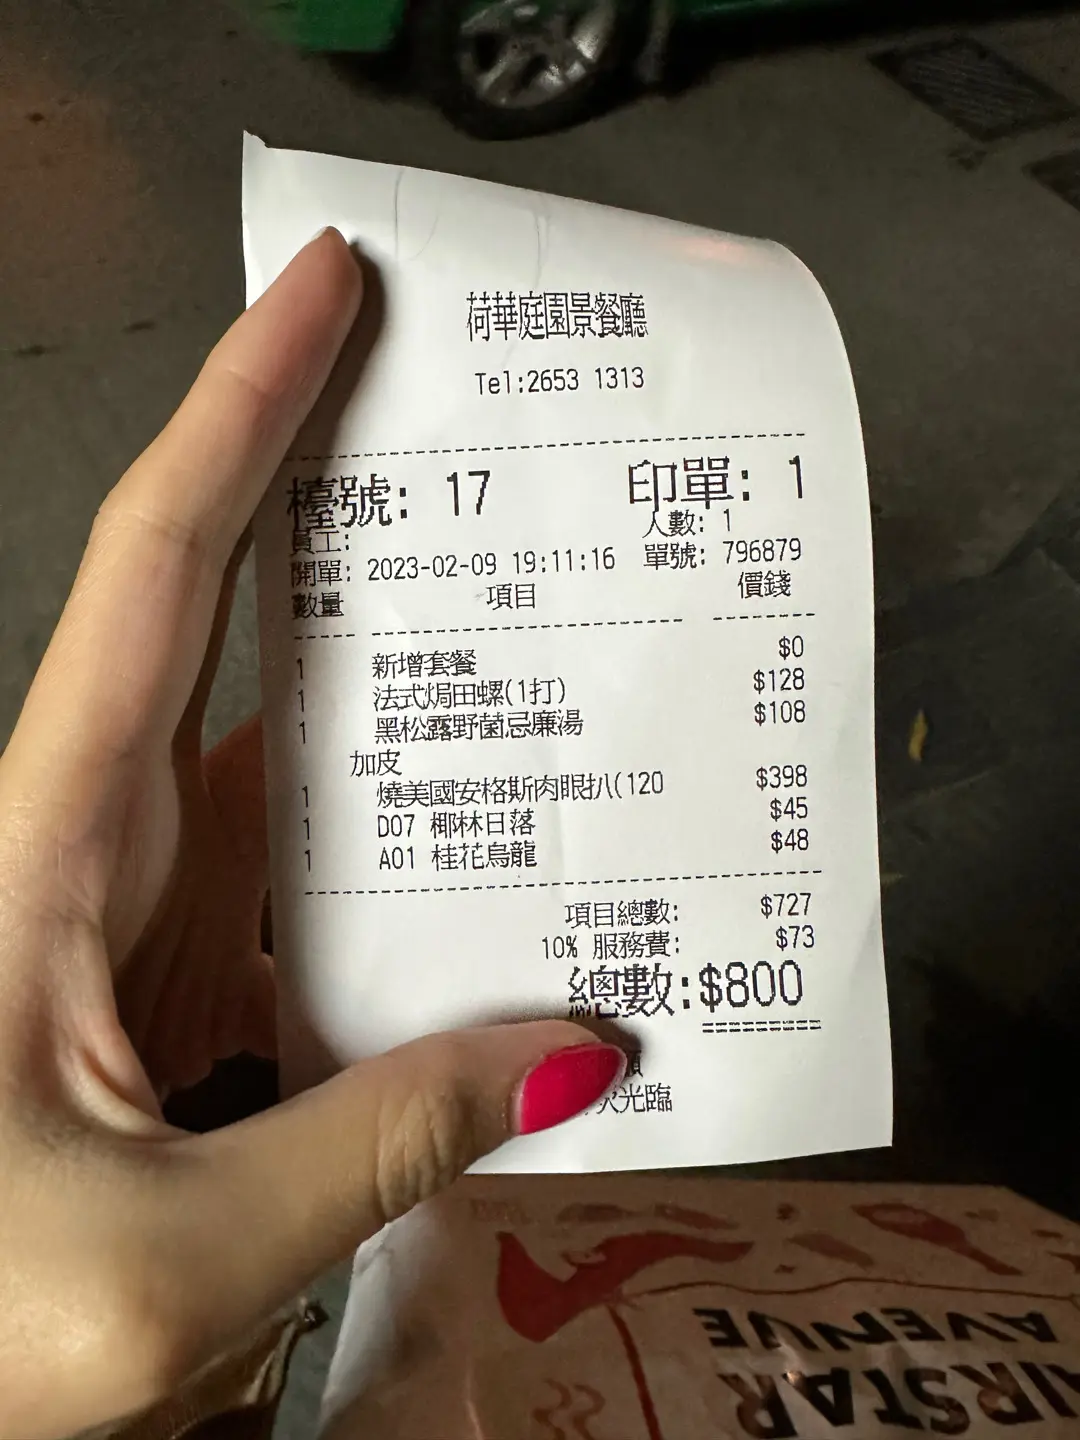 荷華庭園景餐廳
Tel:2653 1313
檯號: 17 印單: 1
員工: 人數: 1
開單: 2023-02-09 19:11:16 單號: 796879
數量 項目 價錢
1 新增套餐 $0
1 法式焗田螺(1打) $128
1 黑松露野菌忌廉湯 $108
加皮
1 燒美國安格斯肉眼扒(120 $398
1 D07 椰林日落 $45
1 A01 桂花烏龍 $48
項目總數: $727
10% 服務費: $73
總數:$800
光臨
AIRSTAR
AVENUE